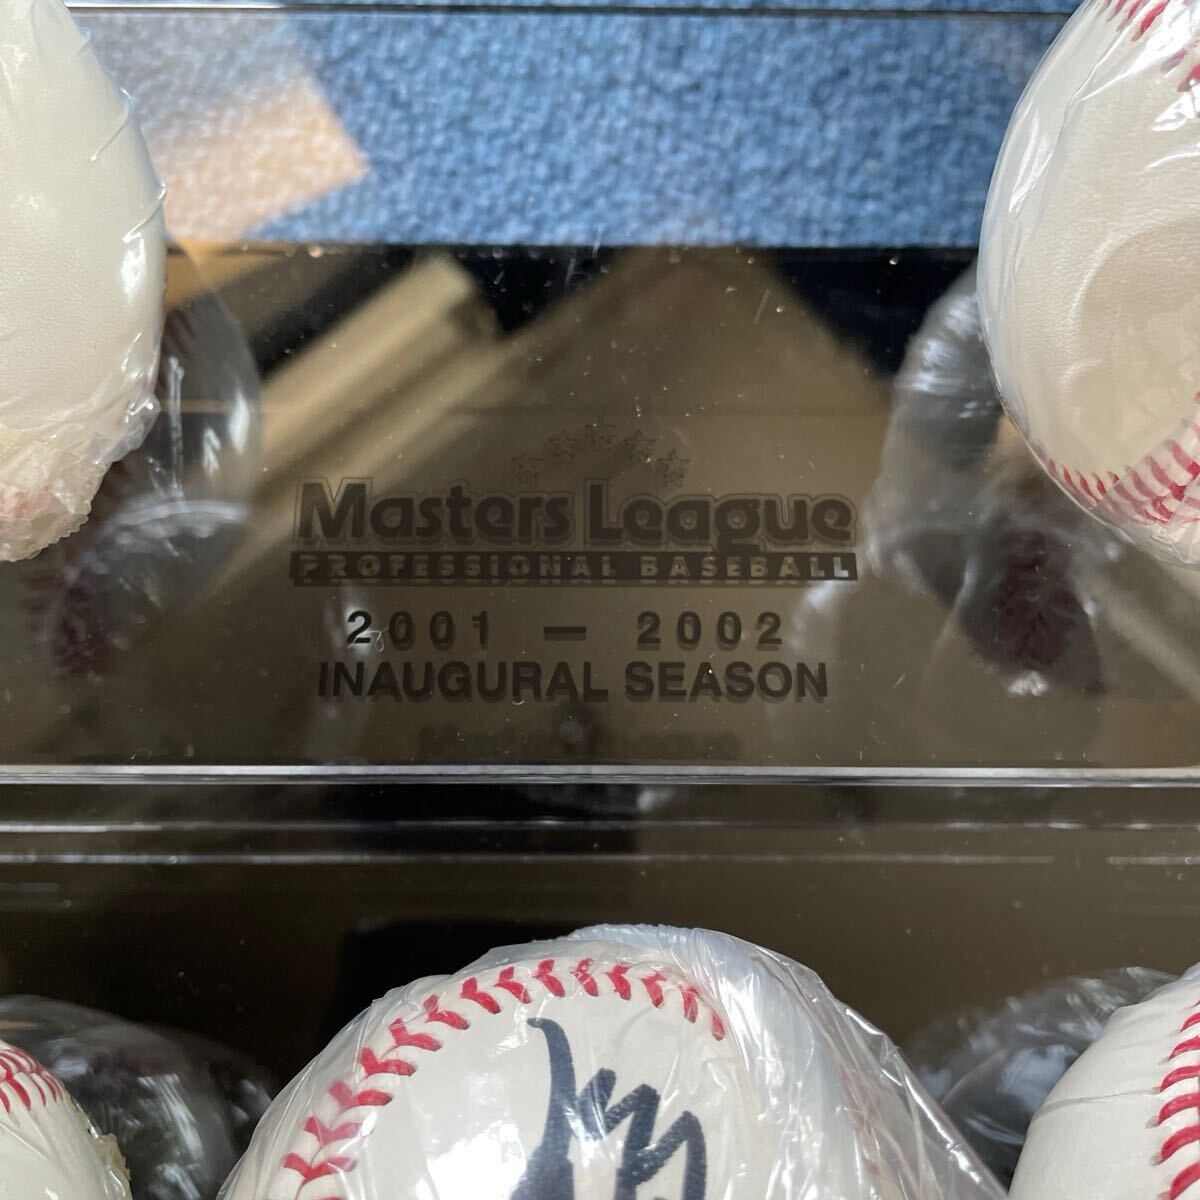 Masters League
PROFESSIONAL BASEBALL
2001 — 2002
INAUGURAL SEASON